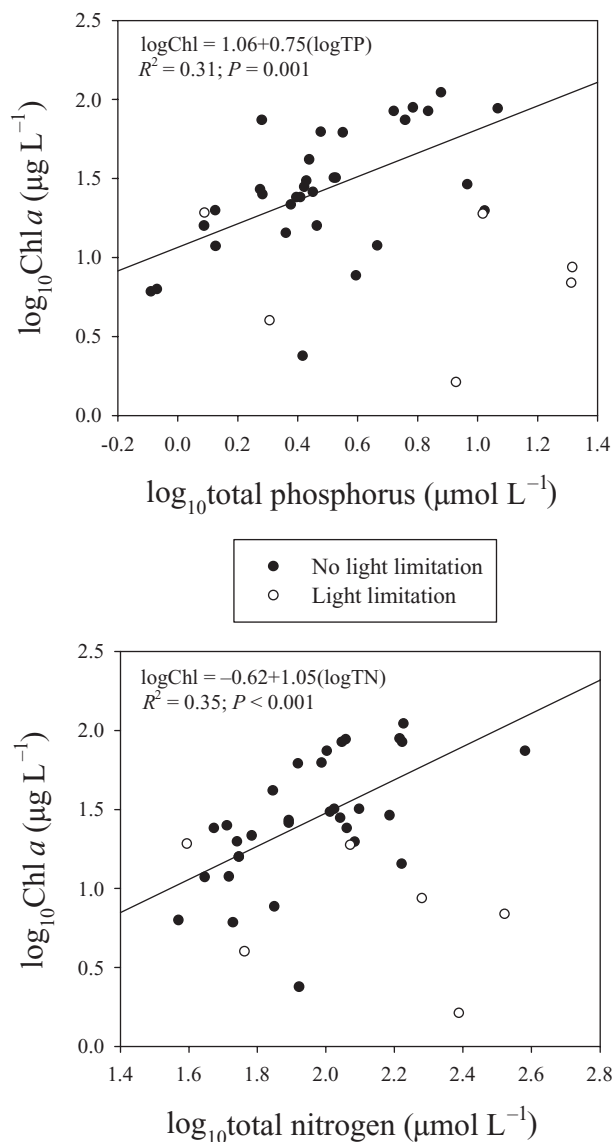 logChl = 1.06+0.75(logTP)
R² = 0.31; P = 0.001
2.5
2.0
1.5
1.0
0.5
0.0
log₁₀Chl a (µg L⁻¹)
-0.2 0.0 0.2 0.4 0.6 0.8 1.0 1.2 1.4
log₁₀total phosphorus (µmol L⁻¹)
No light limitation
Light limitation
logChl = –0.62+1.05(logTN)
R² = 0.35; P < 0.001
2.5
2.0
1.5
1.0
0.5
0.0
log₁₀Chl a (µg L⁻¹)
1.4 1.6 1.8 2.0 2.2 2.4 2.6 2.8
log₁₀total nitrogen (µmol L⁻¹)